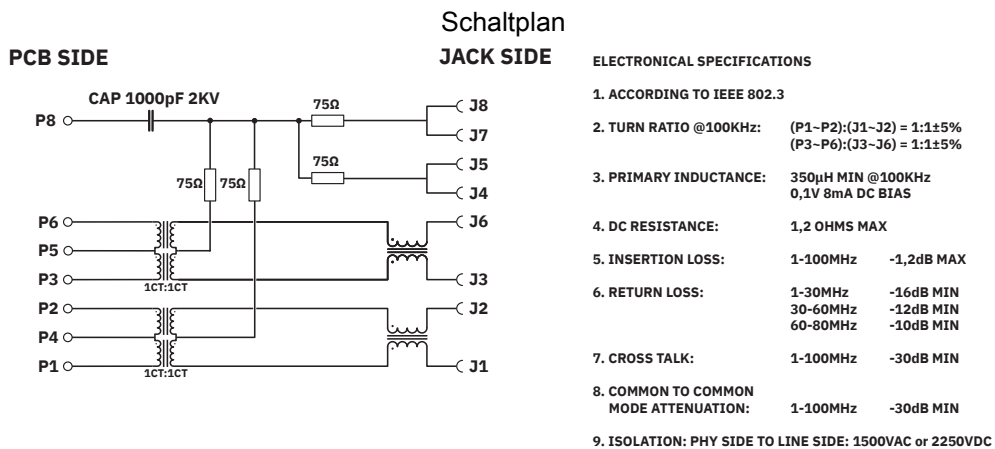 Schaltplan
PCB SIDE
JACK SIDE
CAP 1000pF 2KV
P8
75Ω
J8
J7
75Ω
J5
J4
75Ω 75Ω
P6
J6
P5
P3
J3
1CT:1CT
P2
J2
P4
P1
J1
1CT:1CT
ELECTRONICAL SPECIFICATIONS
1. ACCORDING TO IEEE 802.3
2. TURN RATIO @100KHz: (P1~P2):(J1~J2) = 1:1±5%
(P3~P6):(J3~J6) = 1:1±5%
3. PRIMARY INDUCTANCE: 350µH MIN @100KHz
0,1V 8mA DC BIAS
4. DC RESISTANCE: 1,2 OHMS MAX
5. INSERTION LOSS: 1-100MHz -1,2dB MAX
6. RETURN LOSS: 1-30MHz -16dB MIN
30-60MHz -12dB MIN
60-80MHz -10dB MIN
7. CROSS TALK: 1-100MHz -30dB MIN
8. COMMON TO COMMON
MODE ATTENUATION: 1-100MHz -30dB MIN
9. ISOLATION: PHY SIDE TO LINE SIDE: 1500VAC or 2250VDC